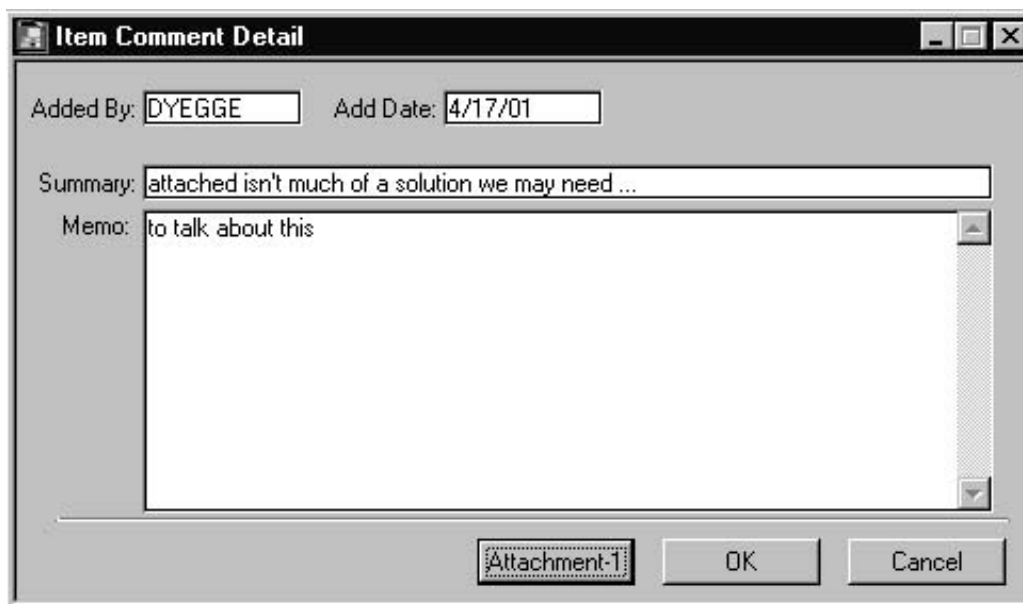 Item Comment Detail
Added By: DYEGGE Add Date: 4/17/01
Summary: attached isn't much of a solution we may need ...
Memo: to talk about this
Attachment-1 OK Cancel